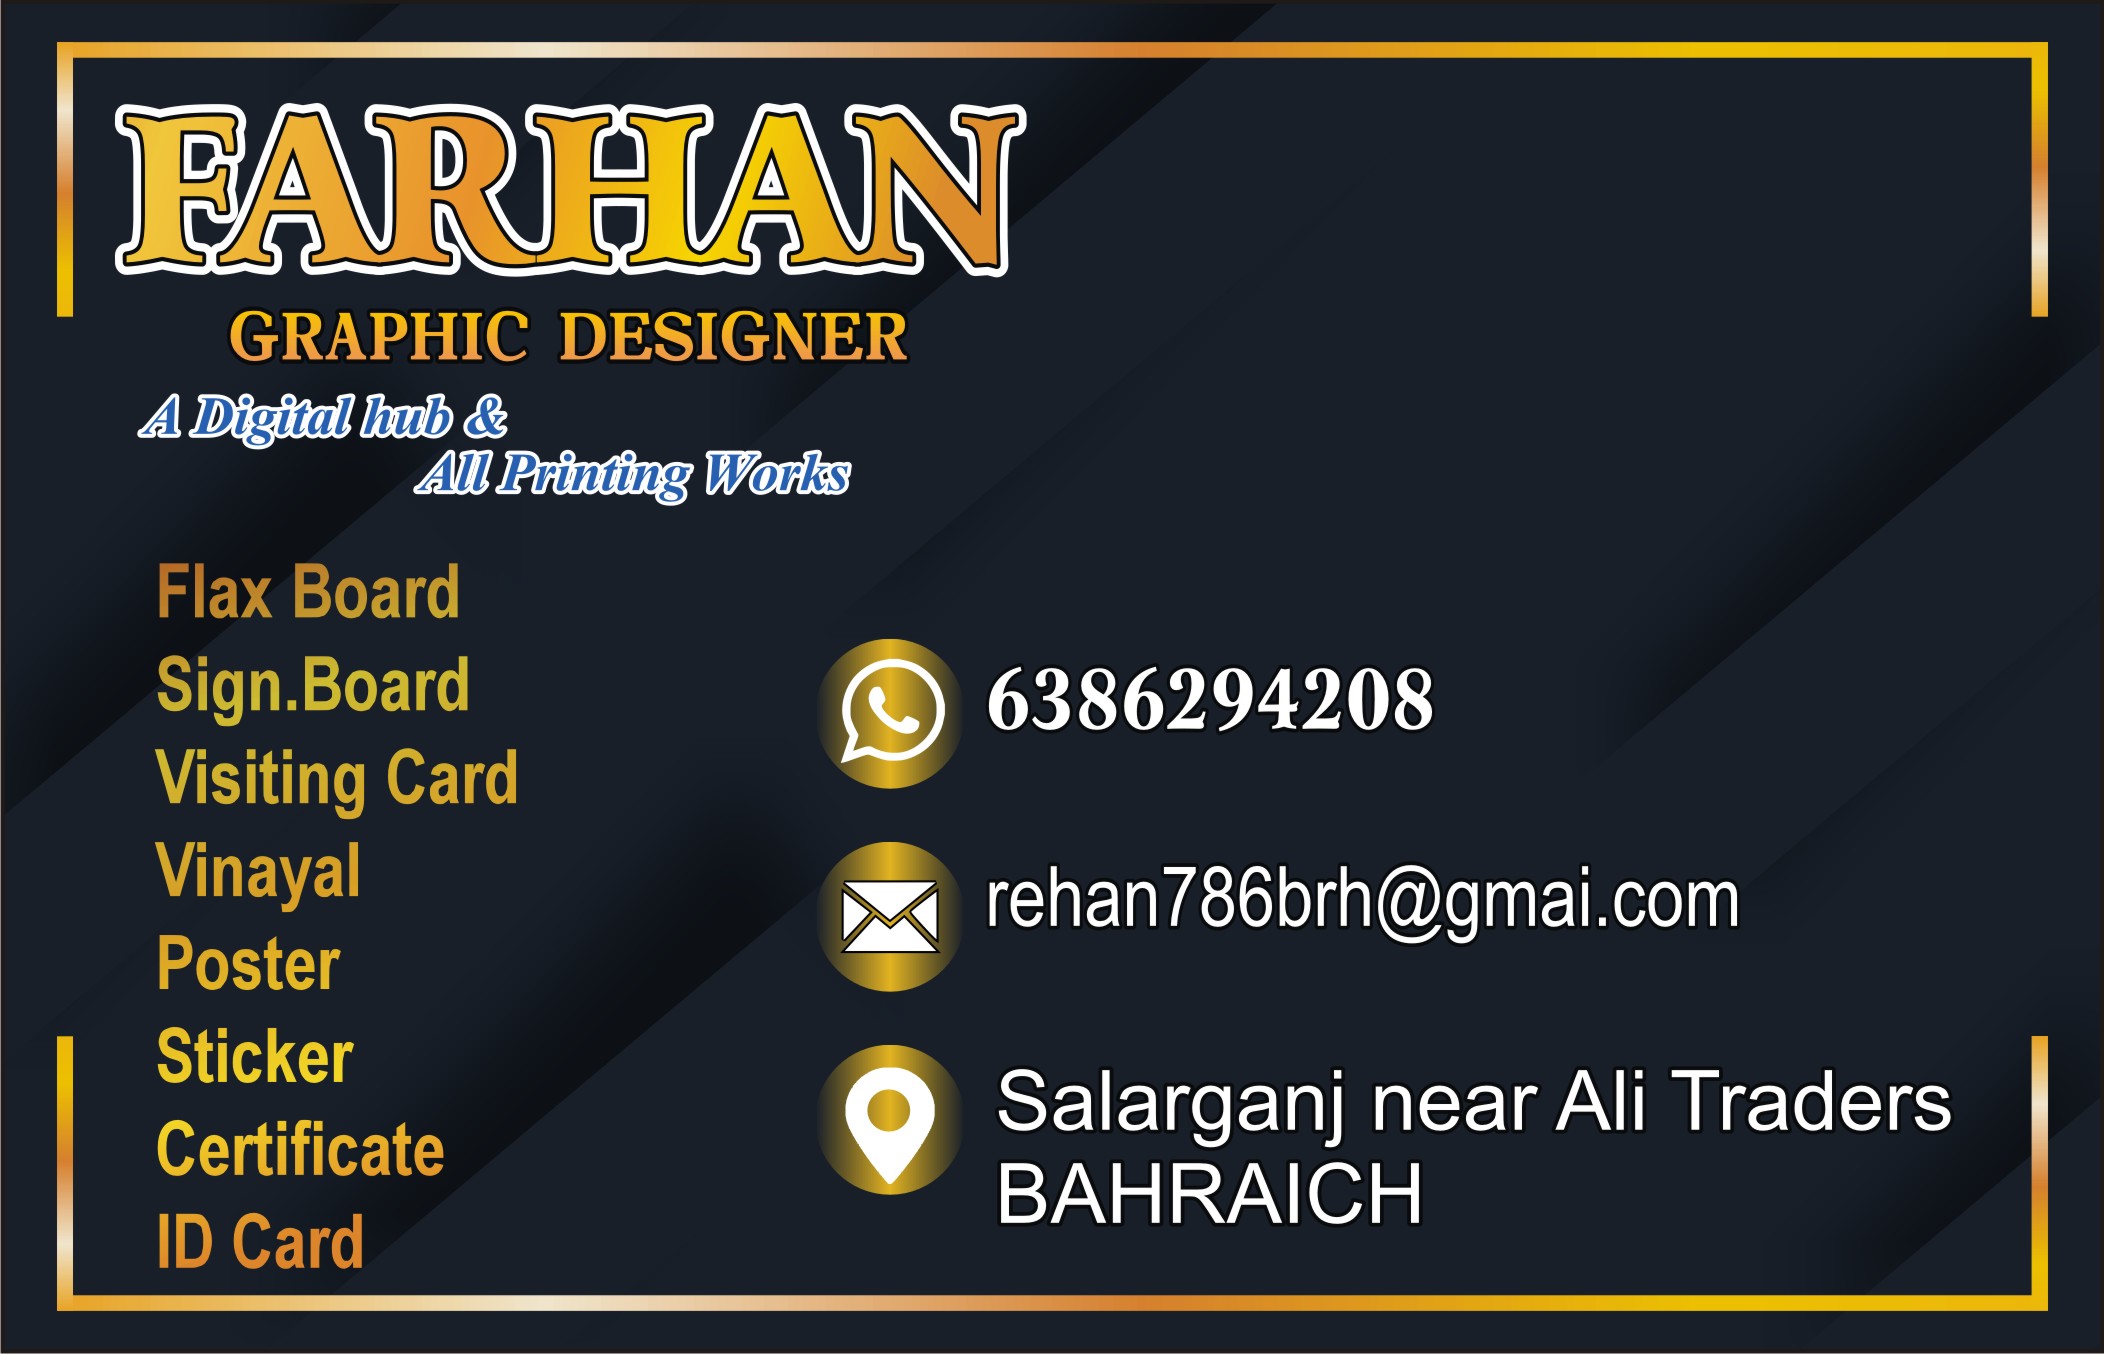 FARHAN
GRAPHIC DESIGNER
A Digital hub &
All Printing Works
Flax Board
Sign.Board
Visiting Card
Vinayal
Poster
Sticker
Certificate
ID Card
6386294208
rehan786brh@gmai.com
Salarganj near Ali Traders
BAHRAICH